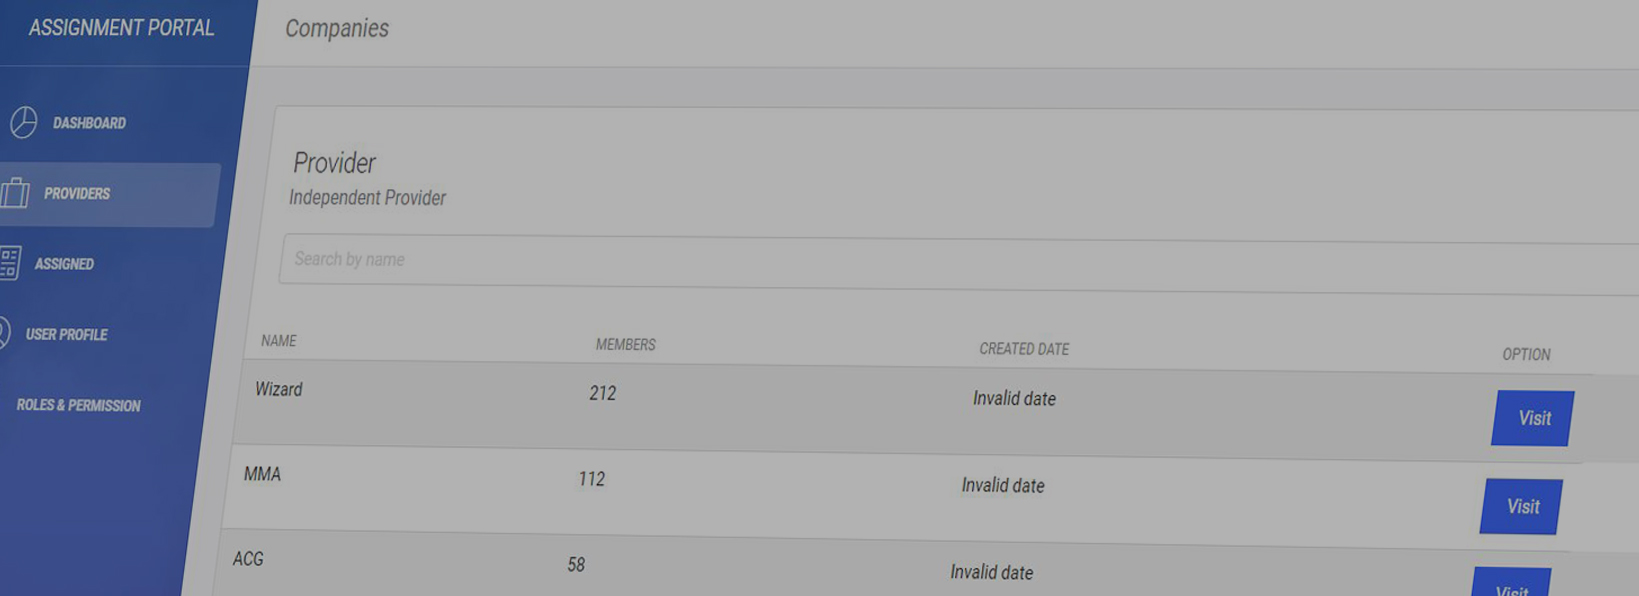 ASSIGNMENT PORTAL
Companies
DASHBOARD
PROVIDERS
ASSIGNED
USER PROFILE
ROLES & PERMISSION
Provider
Independent Provider
Search by name
NAME MEMBERS CREATED DATE OPTION
Wizard 212 Invalid date Visit
MMA 112 Invalid date Visit
ACG 58 Invalid date Visit